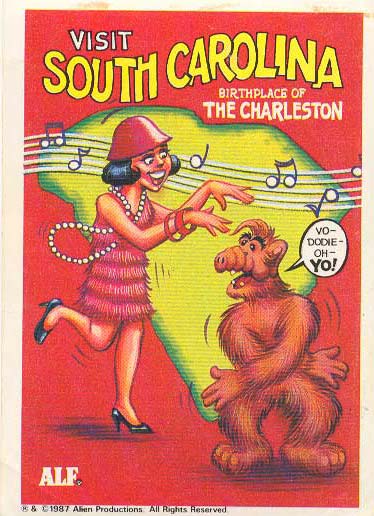 VISIT
SOUTH CAROLINA
BIRTHPLACE OF
THE CHARLESTON
VO-
DODIE-
OH-
YO!
ALF
® & ©1987 Alien Productions. All Rights Reserved.